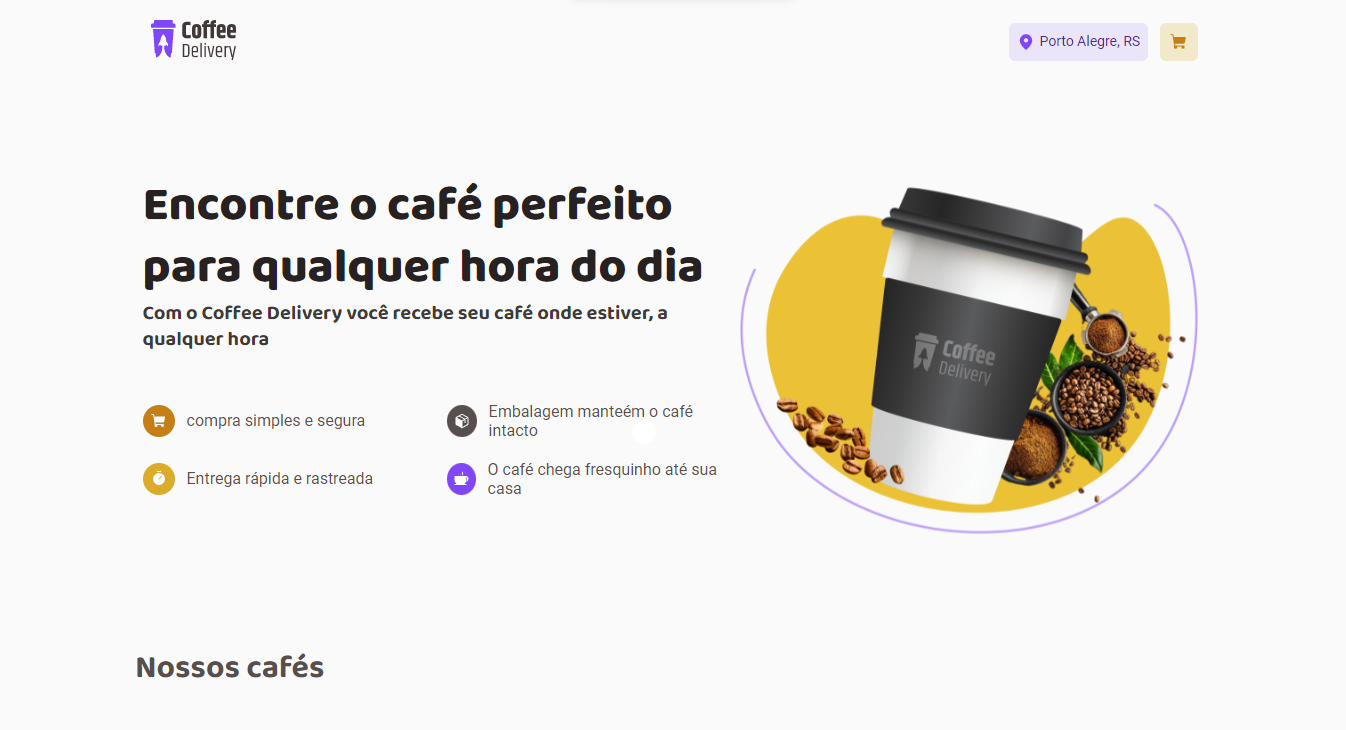 Coffee
Delivery
Porto Alegre, RS
Encontre o café perfeito
para qualquer hora do dia
Com o Coffee Delivery você recebe seu café onde estiver, a
qualquer hora
compra simples e segura
Embalagem manteém o café
intacto
Entrega rápida e rastreada
O café chega fresquinho até sua
casa
Coffee
Delivery
Nossos cafés